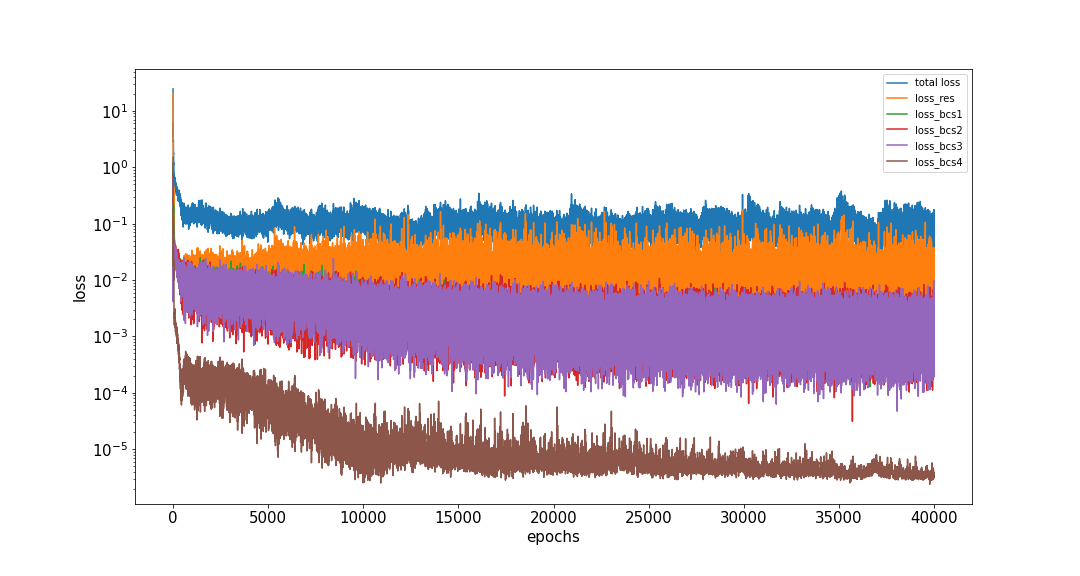 total loss
loss_res
loss_bcs1
loss_bcs2
loss_bcs3
loss_bcs4
10¹
10⁰
10⁻¹
10⁻²
10⁻³
10⁻⁴
10⁻⁵
loss
0 5000 10000 15000 20000 25000 30000 35000 40000
epochs